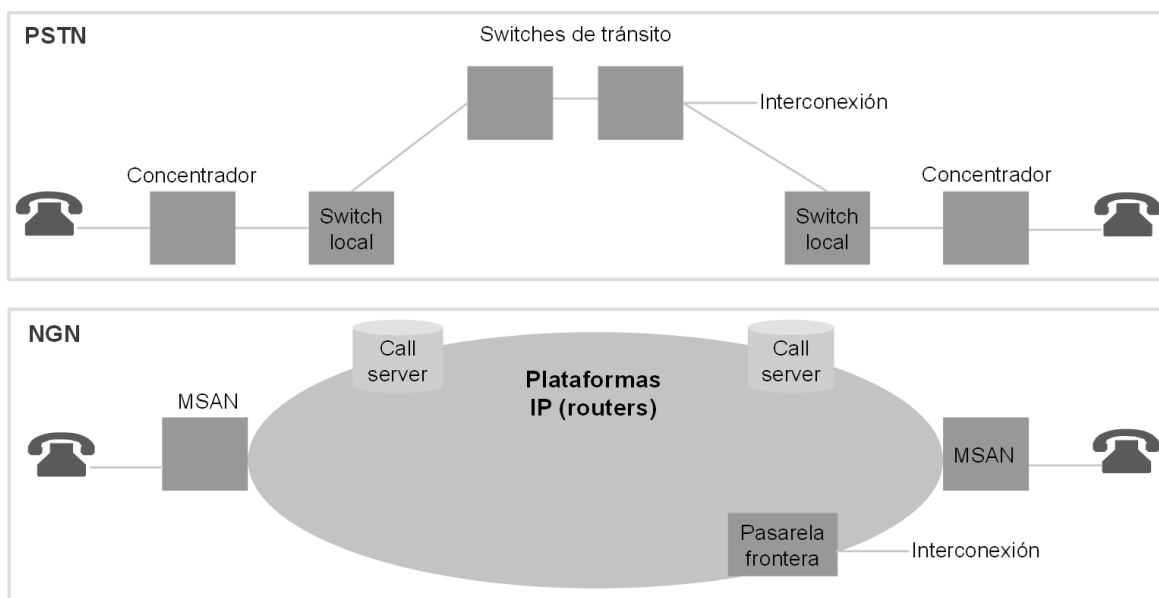 PSTN
Switches de tránsito
Interconexión
Concentrador
Concentrador
Switch
local
Switch
local
NGN
Call
server
Call
server
Plataformas
IP (routers)
MSAN
MSAN
Pasarela
frontera
Interconexión